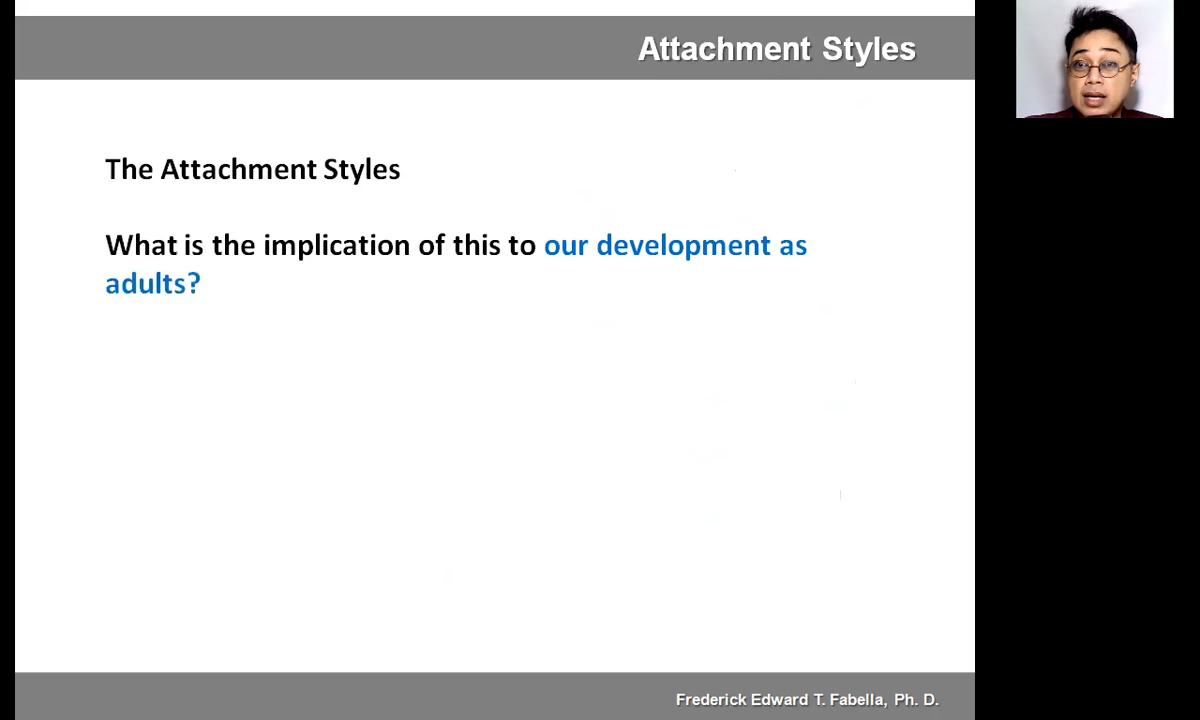 Attachment Styles
The Attachment Styles
What is the implication of this to our development as
adults?
Frederick Edward T. Fabella, Ph. D.